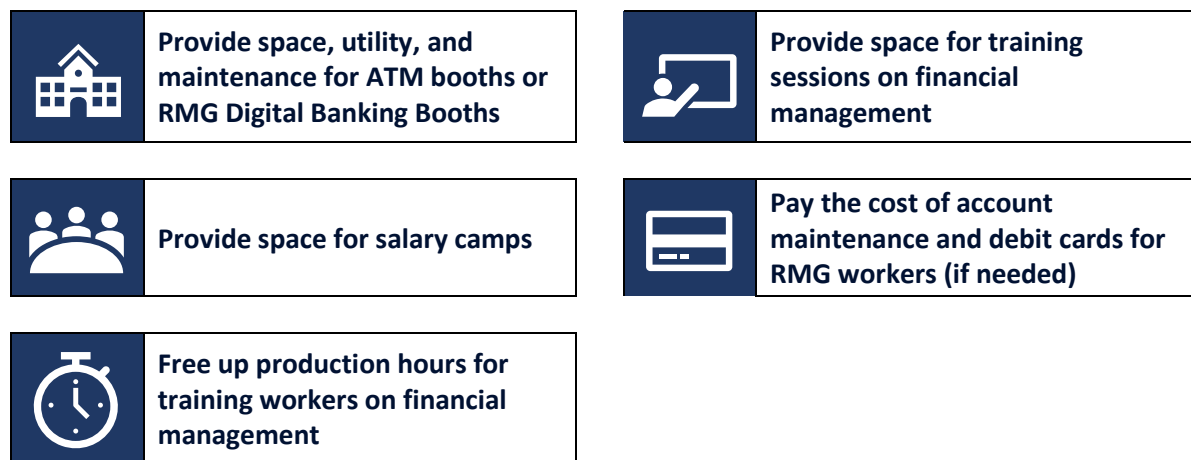 Provide space, utility, and
maintenance for ATM booths or
RMG Digital Banking Booths
Provide space for training
sessions on financial
management
Provide space for salary camps
Pay the cost of account
maintenance and debit cards for
RMG workers (if needed)
Free up production hours for
training workers on financial
management